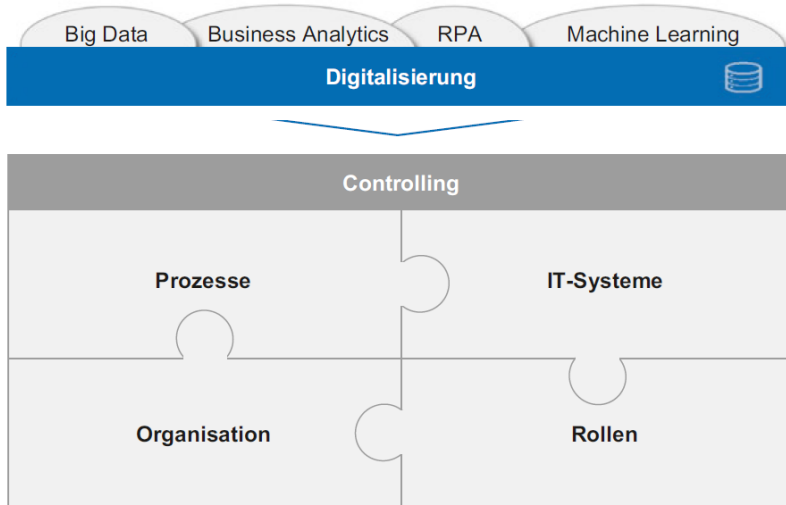 Big Data
Business Analytics
RPA
Machine Learning
Digitalisierung
Controlling
Prozesse
IT-Systeme
Organisation
Rollen